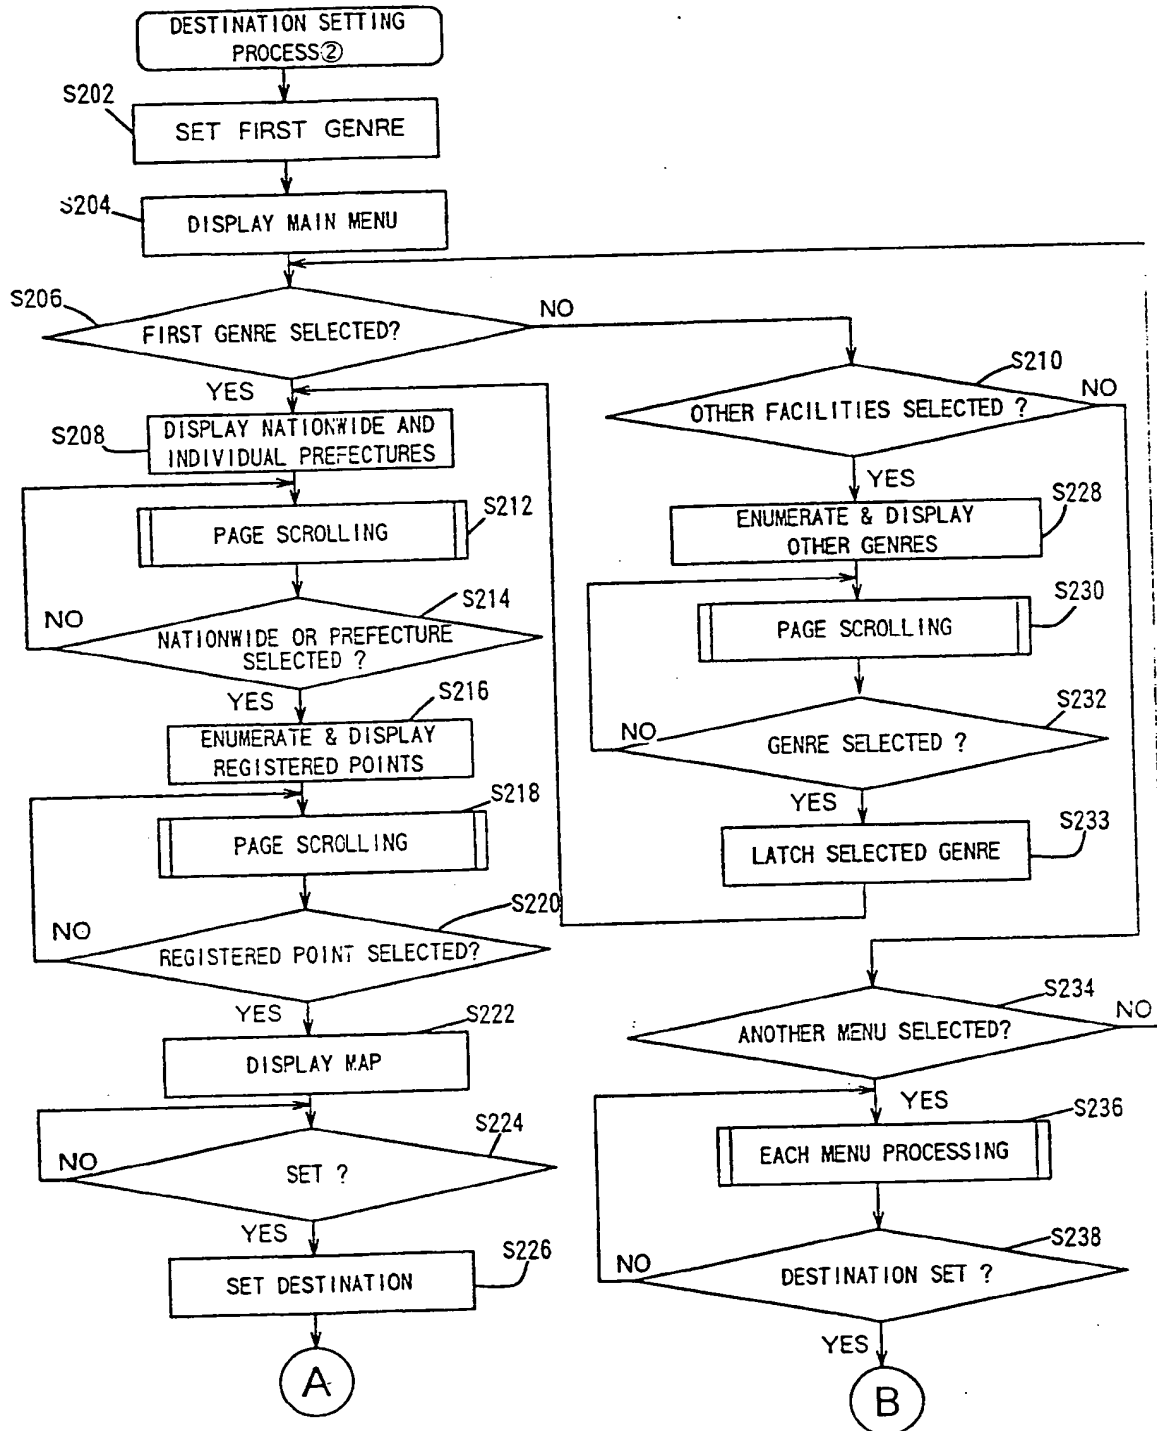 DESTINATION SETTING
PROCESS②
S202
SET FIRST GENRE
S204
DISPLAY MAIN MENU
S206
FIRST GENRE SELECTED?
NO
YES
S208
DISPLAY NATIONWIDE AND
INDIVIDUAL PREFECTURES
S212
PAGE SCROLLING
S214
NO
NATIONWIDE OR PREFECTURE
SELECTED ?
YES
S216
ENUMERATE & DISPLAY
REGISTERED POINTS
S218
PAGE SCROLLING
S220
NO
REGISTERED POINT SELECTED?
YES
S222
DISPLAY MAP
S224
NO
SET ?
YES
S226
SET DESTINATION
A
S210
NO
OTHER FACILITIES SELECTED ?
YES
S228
ENUMERATE & DISPLAY
OTHER GENRES
S230
PAGE SCROLLING
S232
NO
GENRE SELECTED ?
YES
S233
LATCH SELECTED GENRE
S234
NO
ANOTHER MENU SELECTED?
YES
S236
EACH MENU PROCESSING
S238
NO
DESTINATION SET ?
YES
B